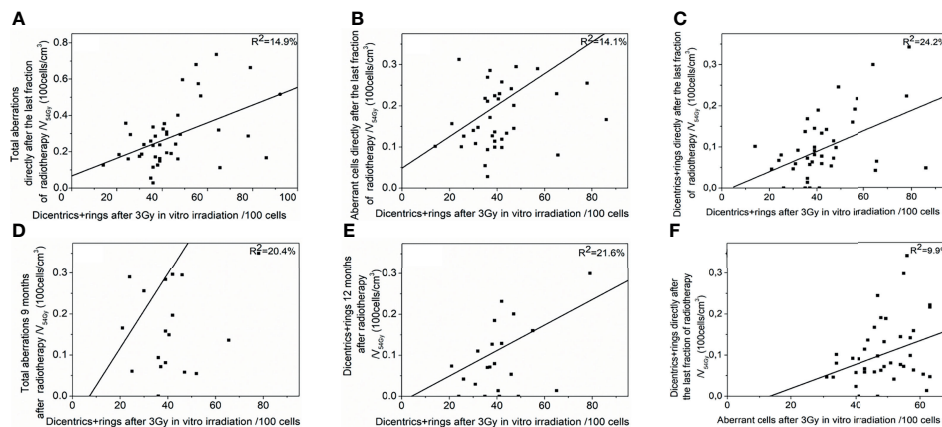 A
R²=14.9%
Total aberrations
directly after the last fraction
of radiotherapy /V54Gy (100cells/cm³)
0.8
0.6
0.4
0.2
0.0
0 20 40 60 80 100
Dicentrics+rings after 3Gy in vitro irradiation /100 cells
B
R²=14.1%
Aberrant cells directly after the last fraction
of radiotherapy /V54Gy (100cells/cm³)
0.3
0.2
0.1
0.0
0 20 40 60 80
Dicentrics+rings after 3Gy in vitro irradiation /100 cells
C
R²=24.2%
Dicentrics+rings directly after the last fraction
of radiotherapy /V54Gy (100cells/cm³)
0,3
0,2
0,1
0,0
0 20 40 60 80
Dicentrics+rings after 3Gy in vitro irradiation /100 cells
D
R²=20.4%
Total aberrations 9 months
after radiotherapy /V54Gy (100cells/cm³)
0,3
0,2
0,1
0,0
0 20 40 60 80
Dicentrics+rings after 3Gy in vitro irradiation /100 cells
E
R²=21.6%
Dicentrics+rings 12 months
after radiotherapy
/V54Gy (100cells/cm³)
0,3
0,2
0,1
0,0
0 20 40 60 80
Dicentrics+rings after 3Gy in vitro irradiation /100 cells
F
R²=9.9%
Dicentrics+rings directly after
the last fraction of radiotherapy
/V54Gy (100cells/cm³)
0,3
0,2
0,1
0,0
0 20 40 60
Aberrant cells after 3Gy in vitro irradiation /100 cells